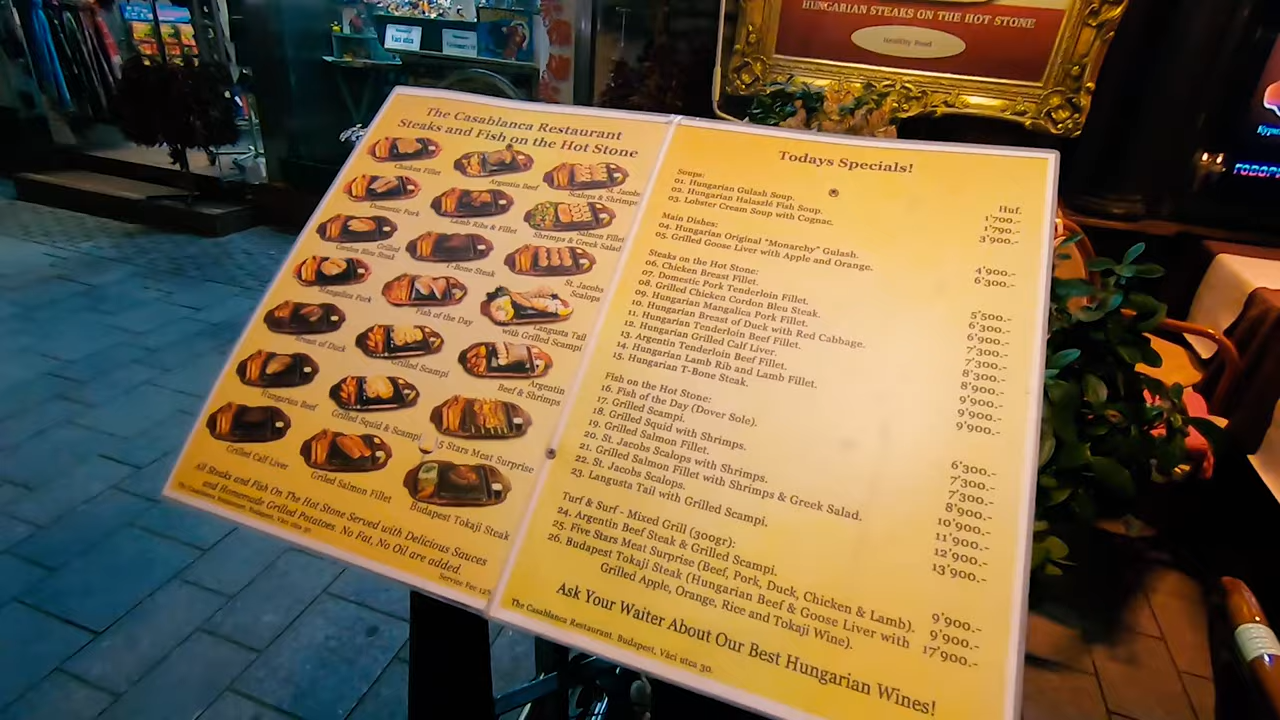 HUNGARIAN STEAKS ON THE HOT STONE
Healthy Food
Váci utca
The Casablanca Restaurant
Steaks and Fish on the Hot Stone
Chicken Fillet
Argentin Beef
St. Jacobs
Scalops & Shrimps
Domestic Pork
Lamb Ribs & Fillet
Salmon Fillet
Shrimps & Greek Salad
Grilled
Cordon Bleu Steak
T-Bone Steak
St. Jacobs
Scalops
Mangalica Pork
Fish of the Day
Langusta Tail
with Grilled Scampi
Breast of Duck
Grilled Scampi
Argentin
Beef & Shrimps
Hungarian Beef
Grilled Squid & Scampi
5 Stars Meat Surprise
Grilled Calf Liver
Grilled Salmon Fillet
Budapest Tokaji Steak
All Steaks and Fish On The Hot Stone Served with Delicious Sauces
and Homemade Grilled Potatoes. No Fat, No Oil are added.
The Casablanca Restaurant, Budapest, Váci utca 30.
Service Fee 12%
Todays Specials!
Huf.
Soups:
01. Hungarian Gulash Soup. 1'700.-
02. Hungarian Halaszlé Fish Soup. 1'790.-
03. Lobster Cream Soup with Cognac. 3'900.-
Main Dishes:
04. Hungarian Original "Monarchy" Gulash. 4'900.-
05. Grilled Goose Liver with Apple and Orange. 6'300.-
Steaks on the Hot Stone:
06. Chicken Breast Fillet.
07. Domestic Pork Tenderloin Fillet.
08. Grilled Chicken Cordon Bleu Steak.
09. Hungarian Mangalica Pork Fillet.
10. Hungarian Breast of Duck with Red Cabbage.
11. Hungarian Tenderloin Beef Fillet.
12. Hungarian Grilled Calf Liver.
13. Argentin Tenderloin Beef Fillet.
14. Hungarian Lamb Rib and Lamb Fillet.
15. Hungarian T-Bone Steak.
5'500.-
6'300.-
6'900.-
7'300.-
8'300.-
8'900.-
9'900.-
9'900.-
9'900.-
Fish on the Hot Stone:
16. Fish of the Day (Dover Sole). 6'300.-
17. Grilled Scampi. 7'300.-
18. Grilled Squid with Shrimps. 7'300.-
19. Grilled Salmon Fillet. 8'900.-
20. St. Jacobs Scalops with Shrimps. 10'900.-
21. Grilled Salmon Fillet with Shrimps & Greek Salad. 11'900.-
22. St. Jacobs Scalops. 12'900.-
23. Langusta Tail with Grilled Scampi. 13'900.-
Turf & Surf - Mixed Grill (300gr):
24. Argentin Beef Steak & Grilled Scampi. 9'900.-
25. Five Stars Meat Surprise (Beef, Pork, Duck, Chicken & Lamb). 9'900.-
26. Budapest Tokaji Steak (Hungarian Beef & Goose Liver with 17'900.-
Grilled Apple, Orange, Rice and Tokaji Wine).
Ask Your Waiter About Our Best Hungarian Wines!
The Casablanca Restaurant. Budapest, Váci utca 30.